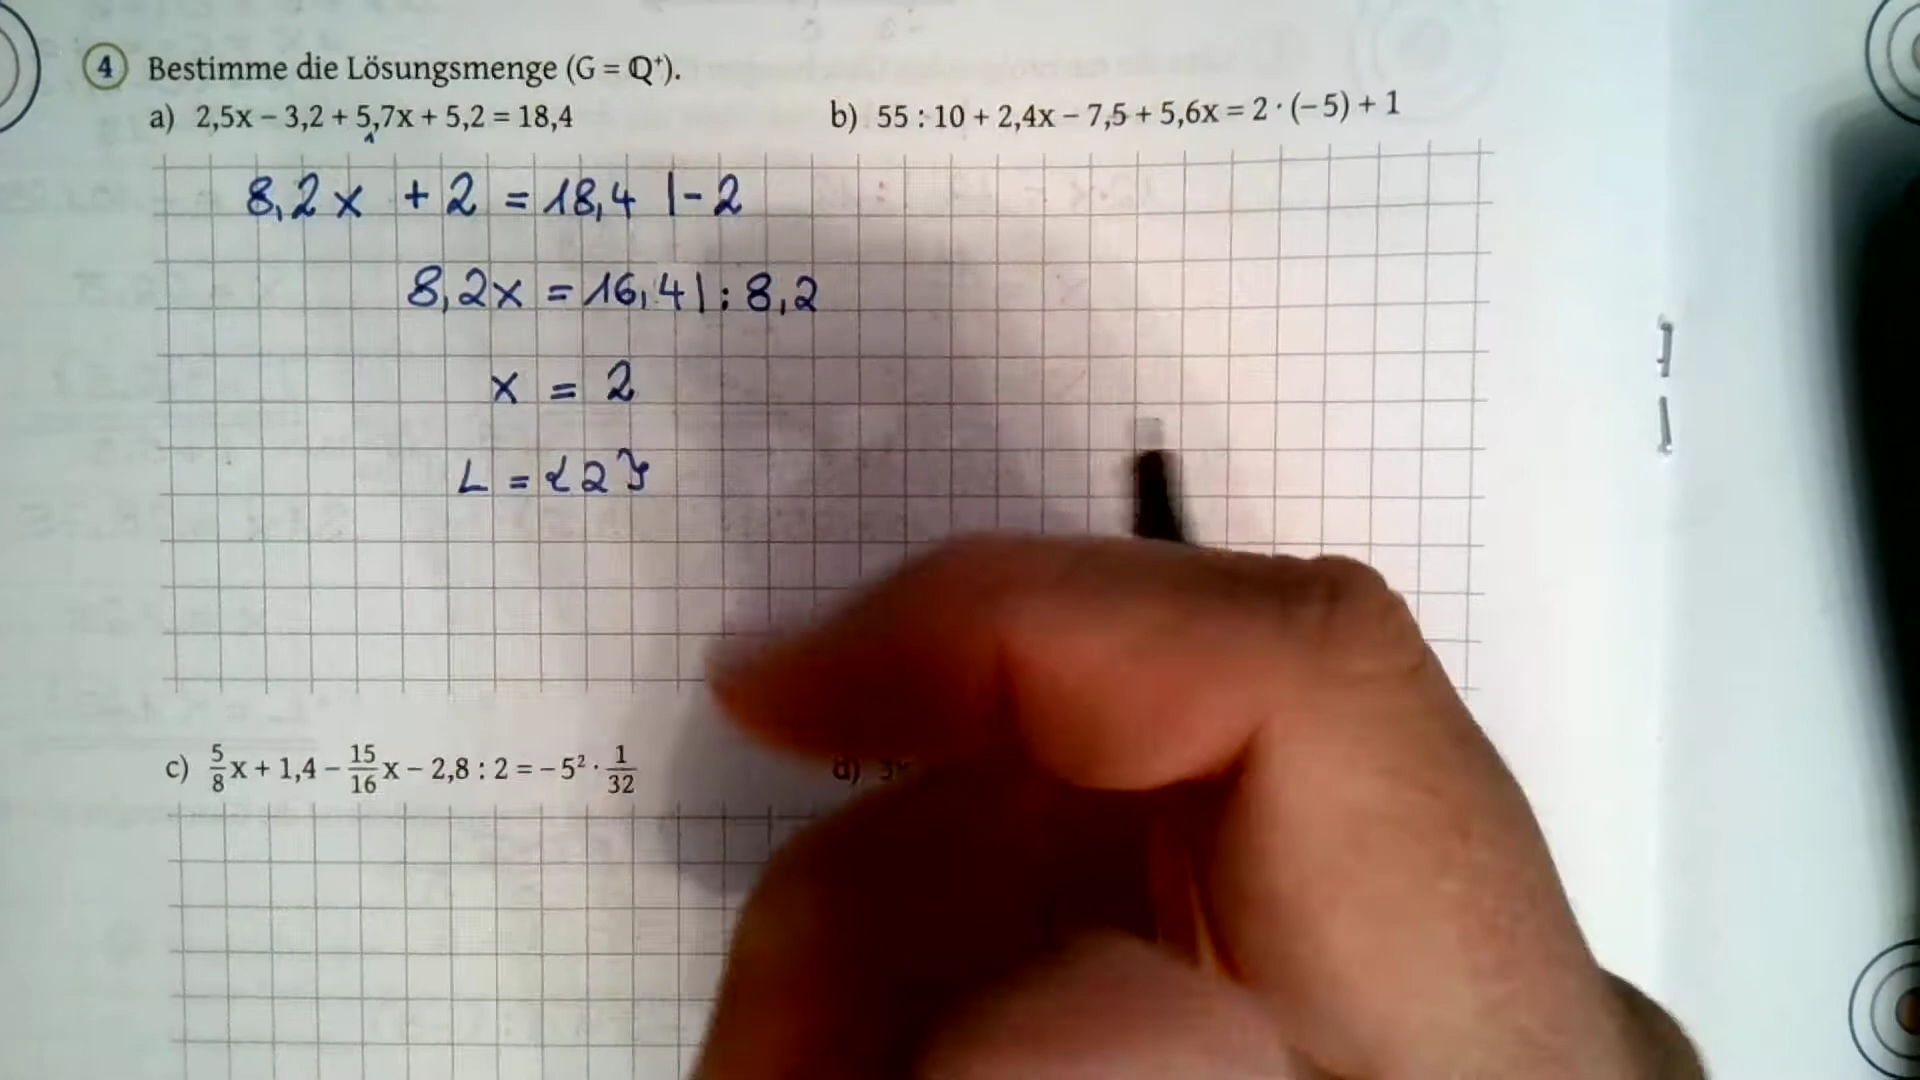 4 Bestimme die Lösungsmenge (G = ℚ⁺).
a) 2,5x – 3,2 + 5,7x + 5,2 = 18,4
b) 55 : 10 + 2,4x – 7,5 + 5,6x = 2 · (– 5) + 1
8,2x + 2 = 18,4 |-2
8,2x = 16,4 |: 8,2
x = 2
L = {2}
c) 5/8 x + 1,4 – 15/16 x – 2,8 : 2 = – 5² · 1/32
d)